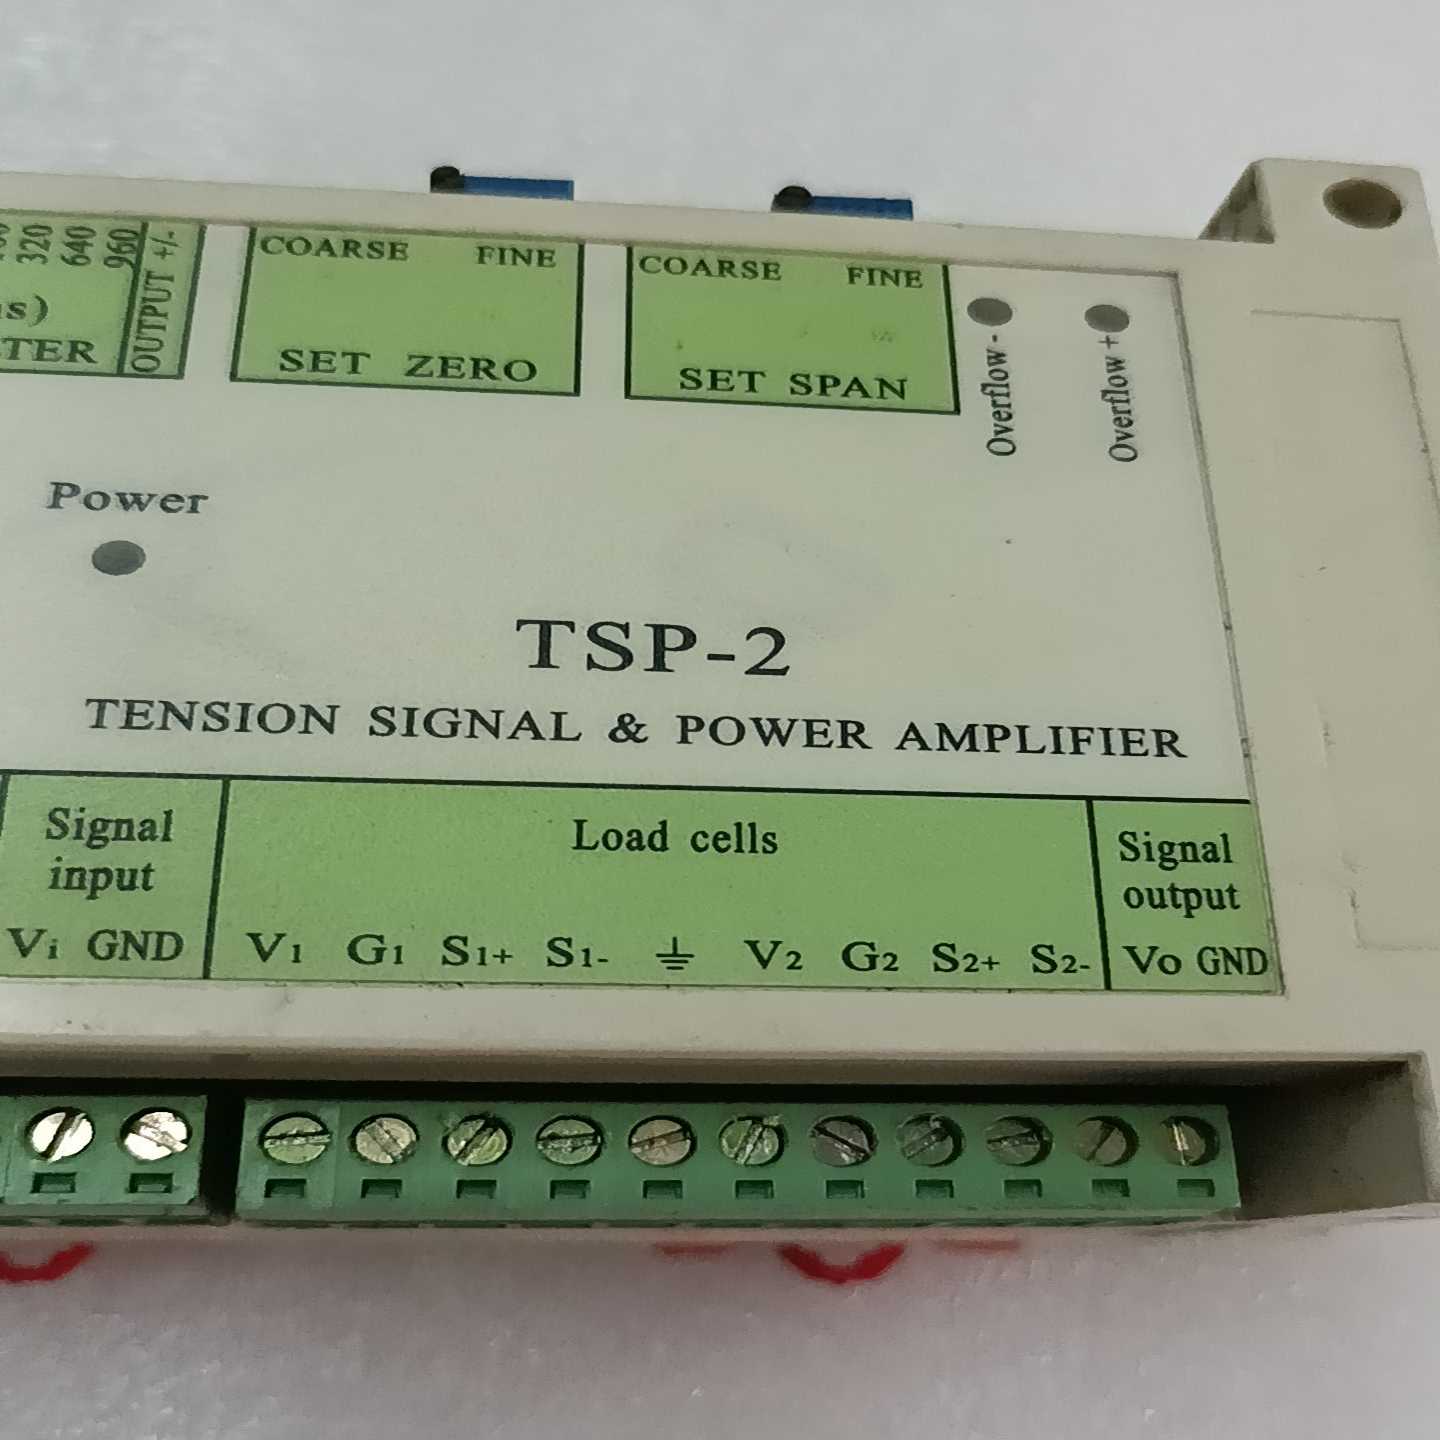 320
640
960
OUTPUT +/-
s)
TER
COARSE FINE
SET ZERO
COARSE FINE
SET SPAN
Overflow -
Overflow +
Power
TSP-2
TENSION SIGNAL & POWER AMPLIFIER
Signal
input
Vi GND
Load cells
V1 G1 S1+ S1- V2 G2 S2+ S2-
Signal
output
Vo GND